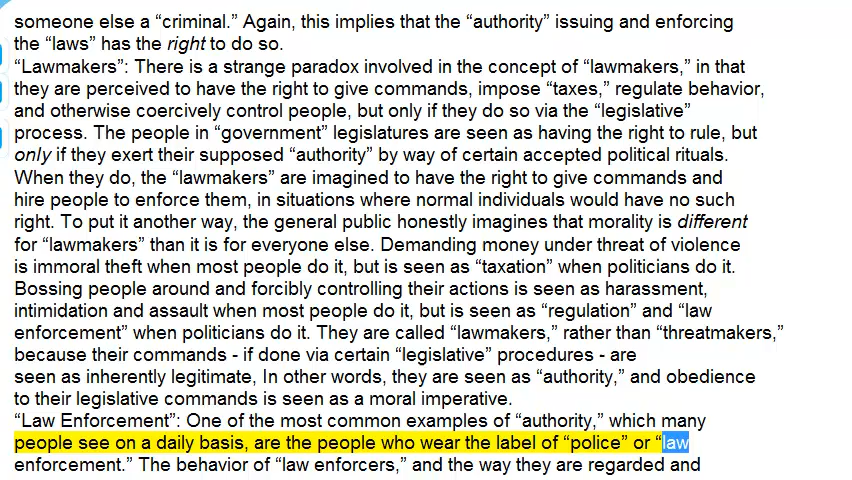 someone else a “criminal.” Again, this implies that the “authority” issuing and enforcing
the “laws” has the right to do so.
“Lawmakers”: There is a strange paradox involved in the concept of “lawmakers,” in that
they are perceived to have the right to give commands, impose “taxes,” regulate behavior,
and otherwise coercively control people, but only if they do so via the “legislative”
process. The people in “government” legislatures are seen as having the right to rule, but
only if they exert their supposed “authority” by way of certain accepted political rituals.
When they do, the “lawmakers” are imagined to have the right to give commands and
hire people to enforce them, in situations where normal individuals would have no such
right. To put it another way, the general public honestly imagines that morality is different
for “lawmakers” than it is for everyone else. Demanding money under threat of violence
is immoral theft when most people do it, but is seen as “taxation” when politicians do it.
Bossing people around and forcibly controlling their actions is seen as harassment,
intimidation and assault when most people do it, but is seen as “regulation” and “law
enforcement” when politicians do it. They are called “lawmakers,” rather than “threatmakers,”
because their commands - if done via certain “legislative” procedures - are
seen as inherently legitimate, In other words, they are seen as “authority,” and obedience
to their legislative commands is seen as a moral imperative.
“Law Enforcement”: One of the most common examples of “authority,” which many
people see on a daily basis, are the people who wear the label of “police” or “law
enforcement.” The behavior of “law enforcers,” and the way they are regarded and